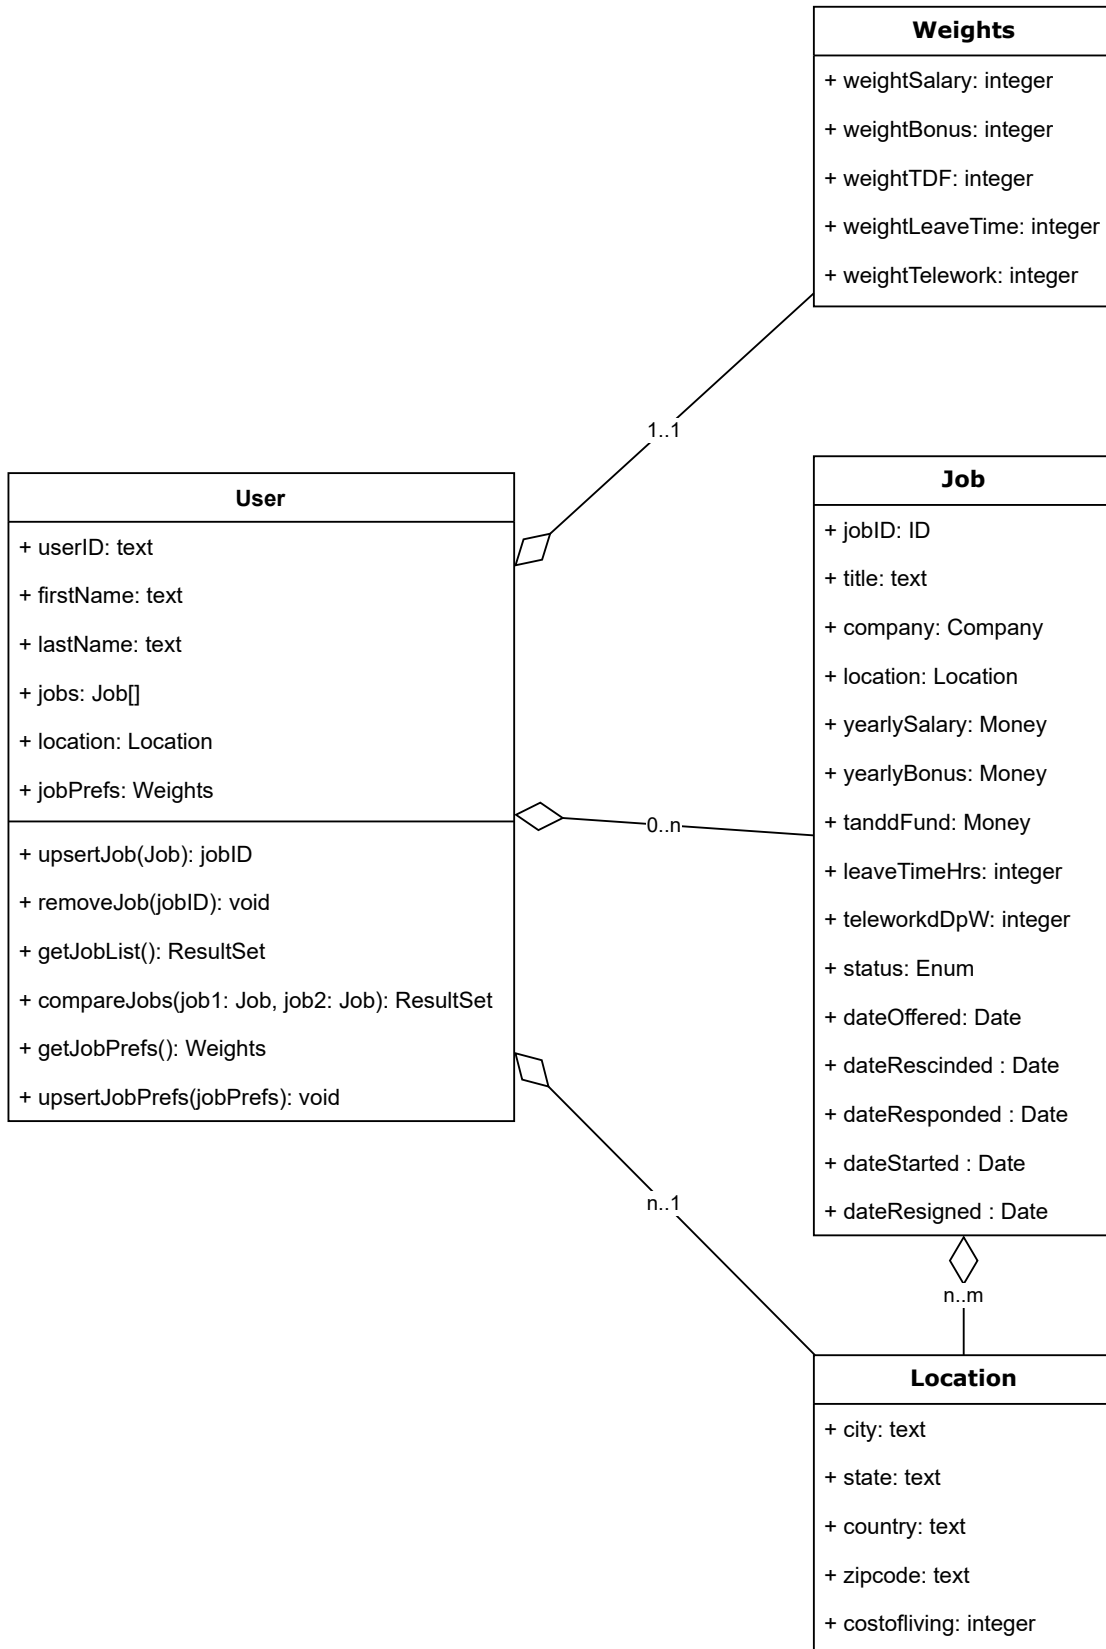 Weights
+ weightSalary: integer
+ weightBonus: integer
+ weightTDF: integer
+ weightLeaveTime: integer
+ weightTelework: integer
1..1
User
+ userID: text
+ firstName: text
+ lastName: text
+ jobs: Job[]
+ location: Location
+ jobPrefs: Weights
+ upsertJob(Job): jobID
+ removeJob(jobID): void
+ getJobList(): ResultSet
+ compareJobs(job1: Job, job2: Job): ResultSet
+ getJobPrefs(): Weights
+ upsertJobPrefs(jobPrefs): void
0..n
Job
+ jobID: ID
+ title: text
+ company: Company
+ location: Location
+ yearlySalary: Money
+ yearlyBonus: Money
+ tanddFund: Money
+ leaveTimeHrs: integer
+ teleworkdDpW: integer
+ status: Enum
+ dateOffered: Date
+ dateRescinded : Date
+ dateResponded : Date
+ dateStarted : Date
+ dateResigned : Date
n..1
n..m
Location
+ city: text
+ state: text
+ country: text
+ zipcode: text
+ costofliving: integer